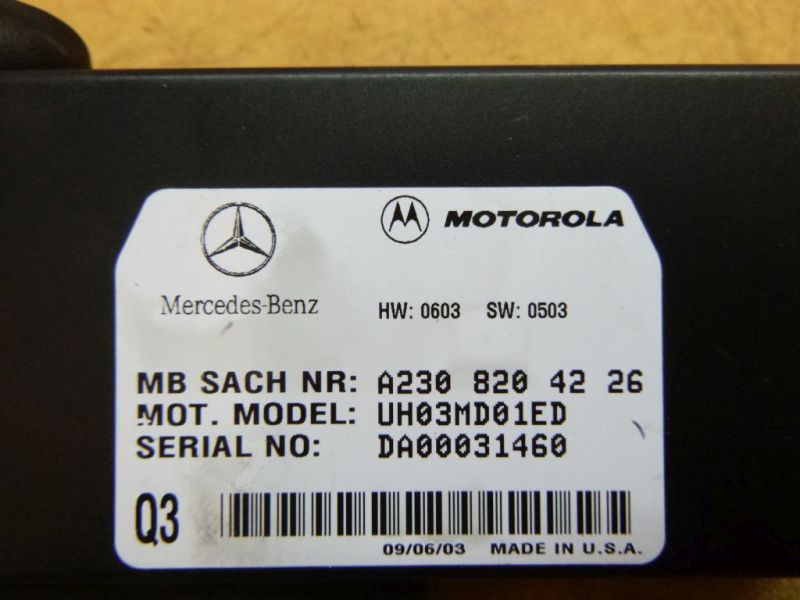 MOTOROLA
Mercedes-Benz
HW: 0603 SW: 0503
MB SACH NR: A230 820 42 26
MOT. MODEL: UH03MD01ED
SERIAL NO: DA00031460
Q3
09/06/03 MADE IN U.S.A.